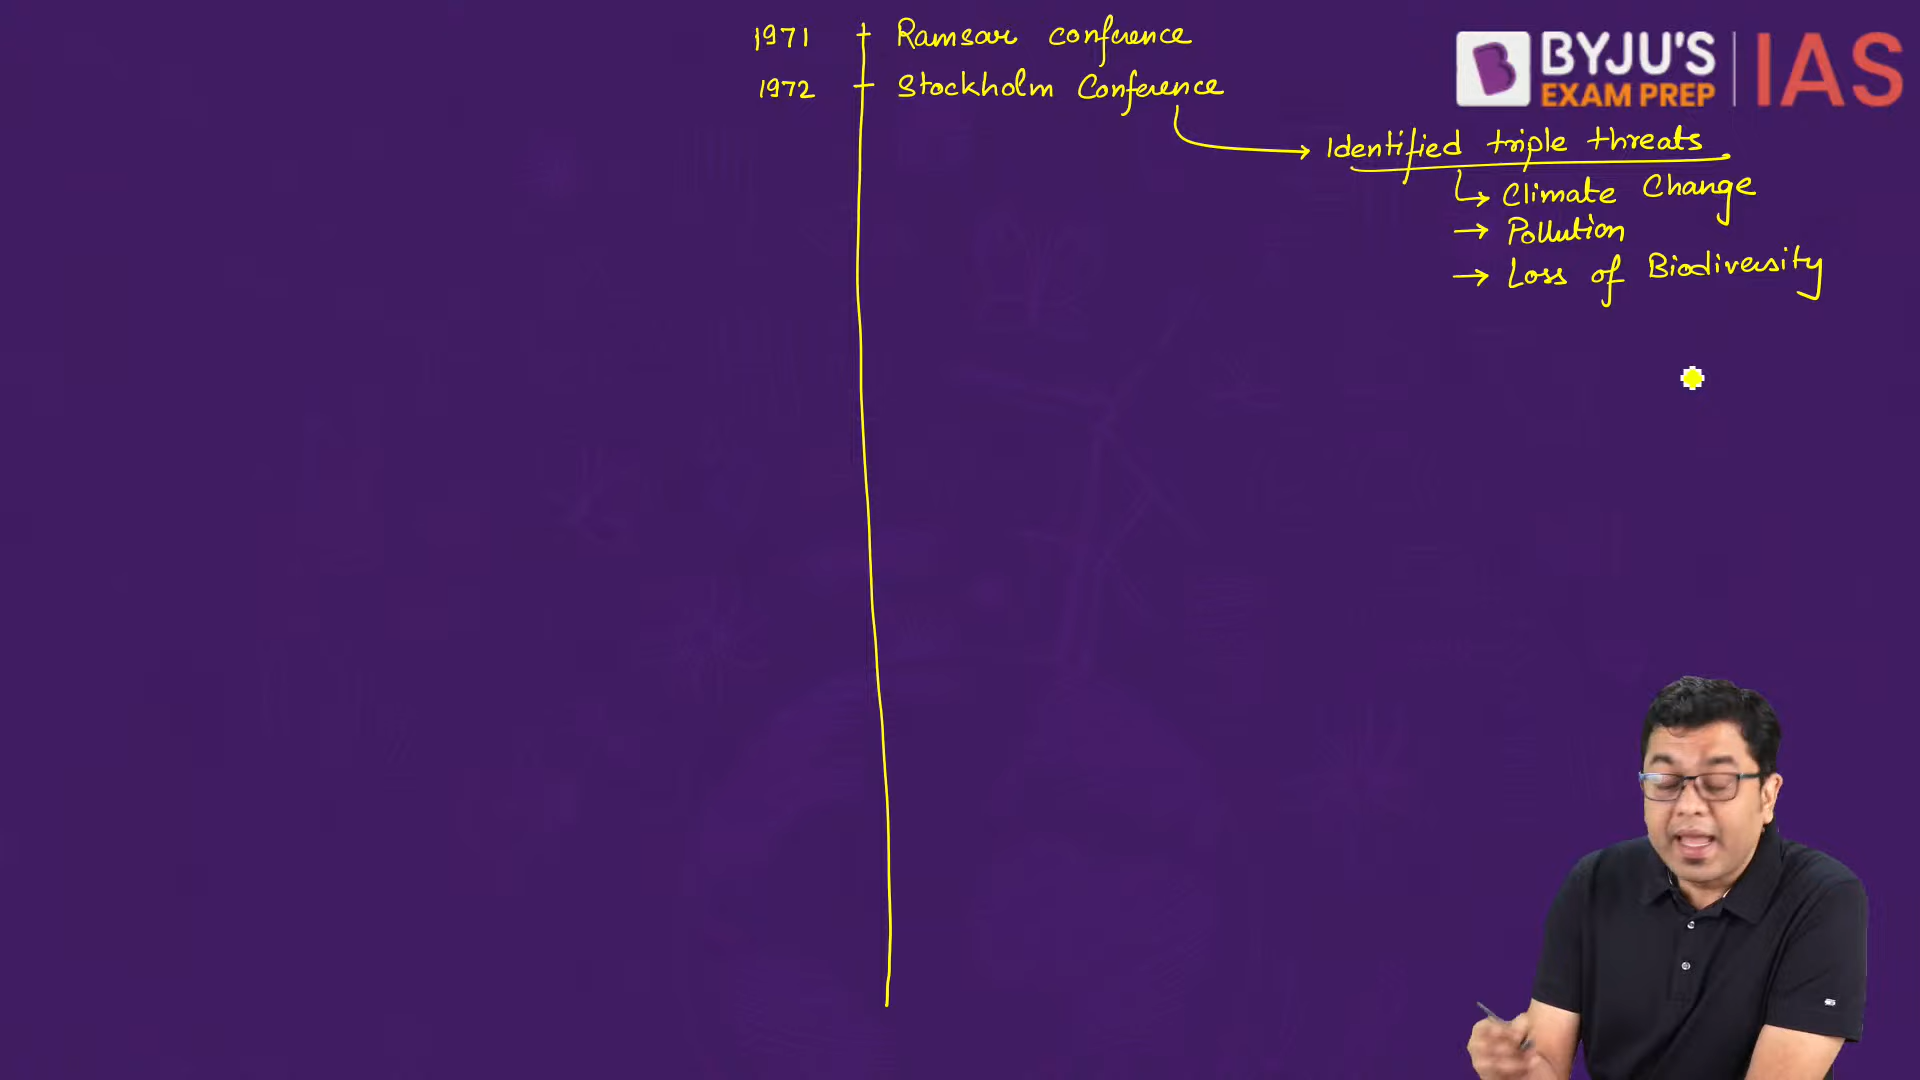 1971 Ramsar conference
1972 Stockholm Conference
BYJU'S
EXAM PREP
IAS
Identified triple threats
Climate Change
Pollution
Loss of Biodiversity